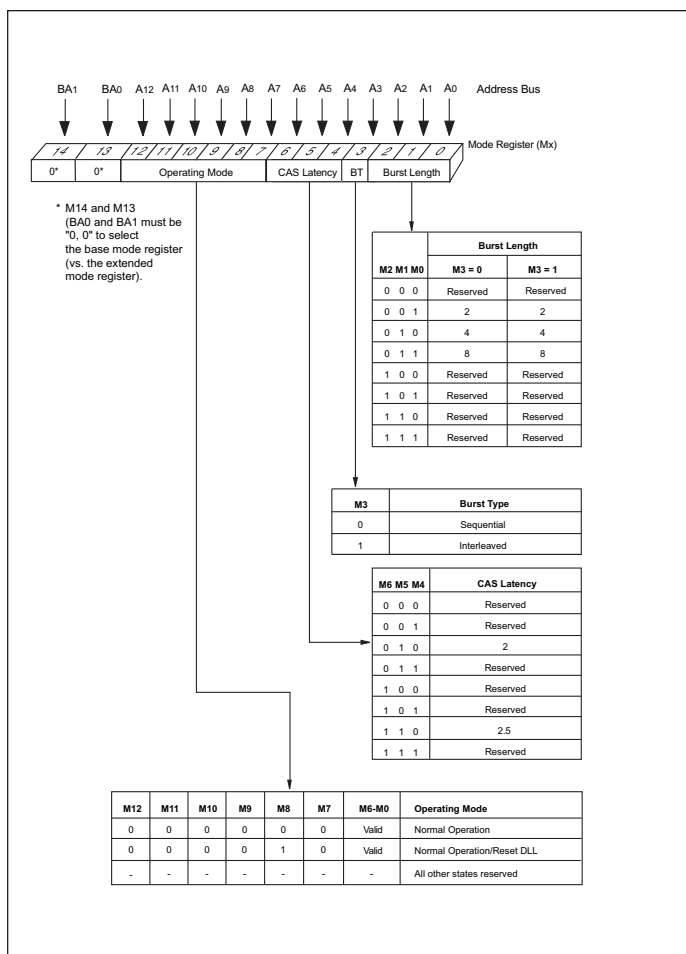 BA1 BA0 A12 A11 A10 A9 A8 A7 A6 A5 A4 A3 A2 A1 A0 Address Bus
14 13 12 11 10 9 8 7 6 5 4 3 2 1 0 Mode Register (Mx)
0* 0* Operating Mode CAS Latency BT Burst Length
* M14 and M13
(BA0 and BA1 must be
"0, 0" to select
the base mode register
(vs. the extended
mode register).
Burst Length
M2 M1 M0 M3 = 0 M3 = 1
0 0 0 Reserved Reserved
0 0 1 2 2
0 1 0 4 4
0 1 1 8 8
1 0 0 Reserved Reserved
1 0 1 Reserved Reserved
1 1 0 Reserved Reserved
1 1 1 Reserved Reserved
M3 Burst Type
0 Sequential
1 Interleaved
M6 M5 M4 CAS Latency
0 0 0 Reserved
0 0 1 Reserved
0 1 0 2
0 1 1 Reserved
1 0 0 Reserved
1 0 1 Reserved
1 1 0 2.5
1 1 1 Reserved
M12 M11 M10 M9 M8 M7 M6-M0 Operating Mode
0 0 0 0 0 0 Valid Normal Operation
0 0 0 0 1 0 Valid Normal Operation/Reset DLL
- - - - - - - All other states reserved